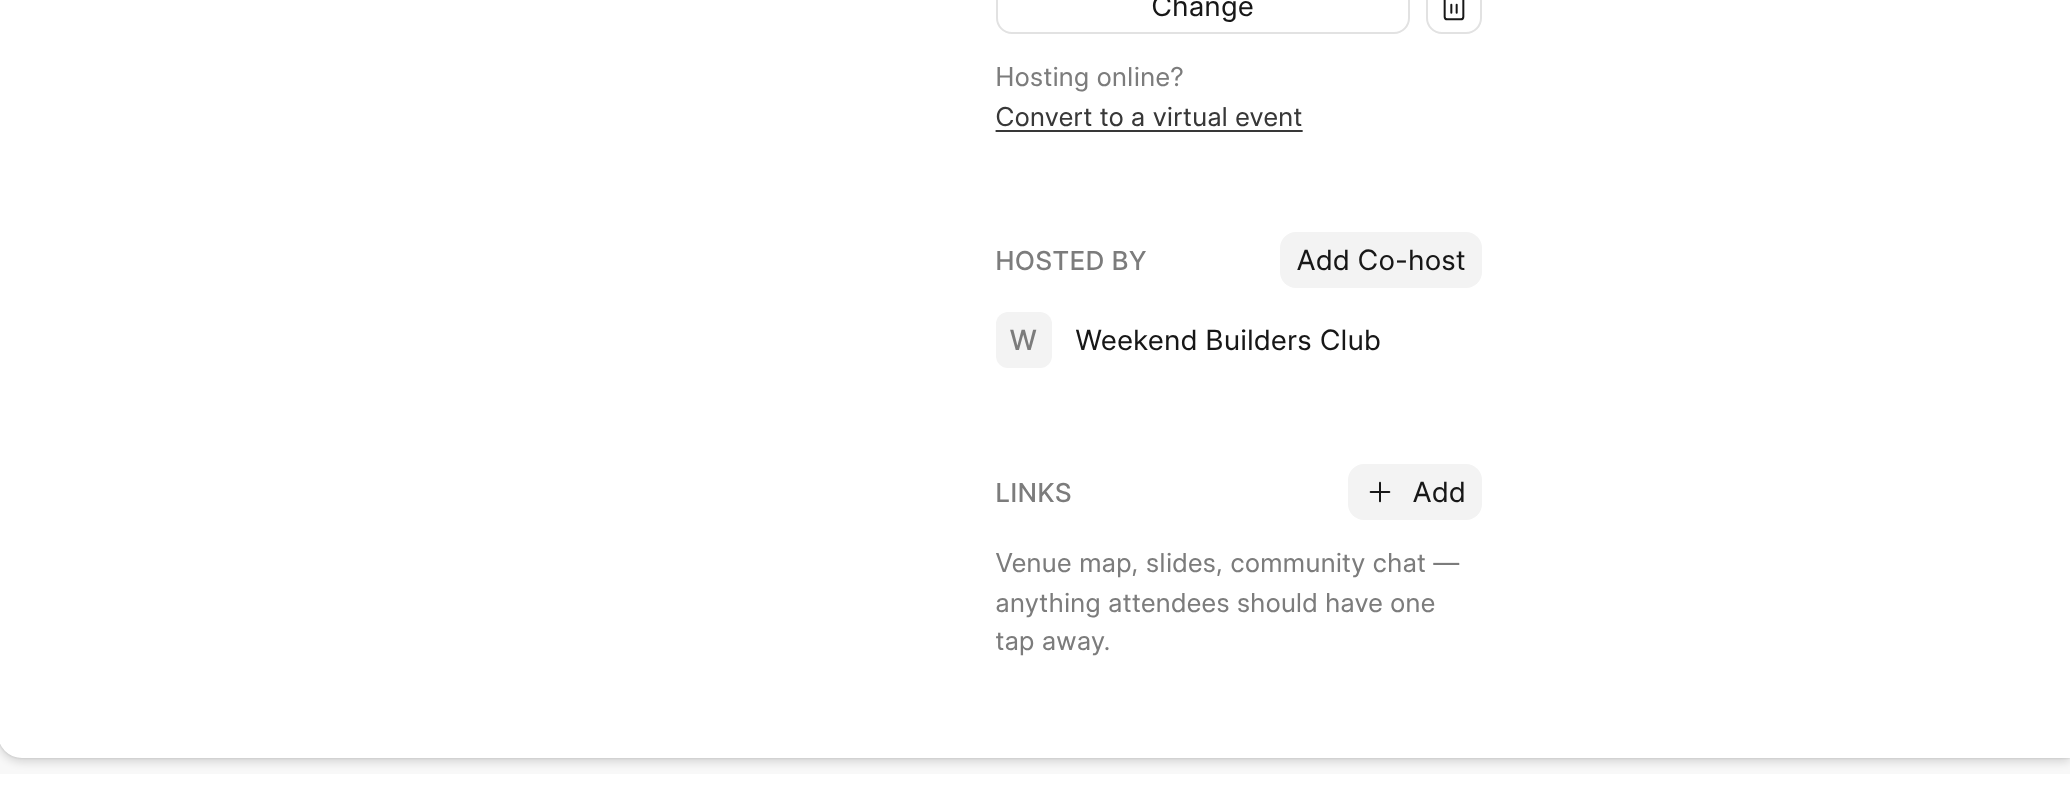 Change
Hosting online?
Convert to a virtual event
HOSTED BY
Add Co-host
W
Weekend Builders Club
LINKS
+ Add
Venue map, slides, community chat —
anything attendees should have one
tap away.